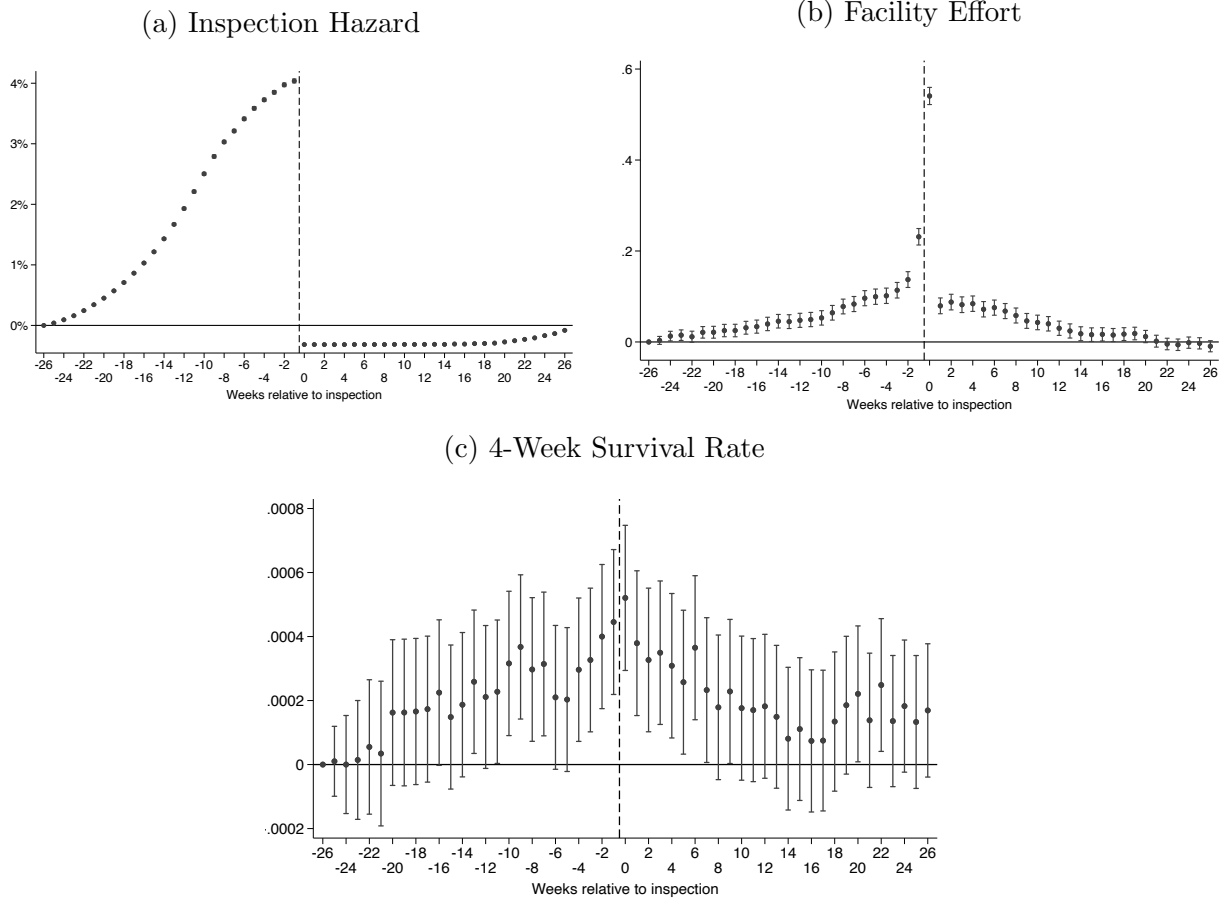 (a) Inspection Hazard
4%
3%
2%
1%
0%
-26 -22 -18 -14 -10 -6 -2 2 6 10 14 18 22 26
-24 -20 -16 -12 -8 -4 0 4 8 12 16 20 24
Weeks relative to inspection
(b) Facility Effort
.6
.4
.2
0
-26 -22 -18 -14 -10 -6 -2 2 6 10 14 18 22 26
-24 -20 -16 -12 -8 -4 0 4 8 12 16 20 24
Weeks relative to inspection
(c) 4-Week Survival Rate
.0008
.0006
.0004
.0002
0
-.0002
-26 -22 -18 -14 -10 -6 -2 2 6 10 14 18 22 26
-24 -20 -16 -12 -8 -4 0 4 8 12 16 20 24
Weeks relative to inspection